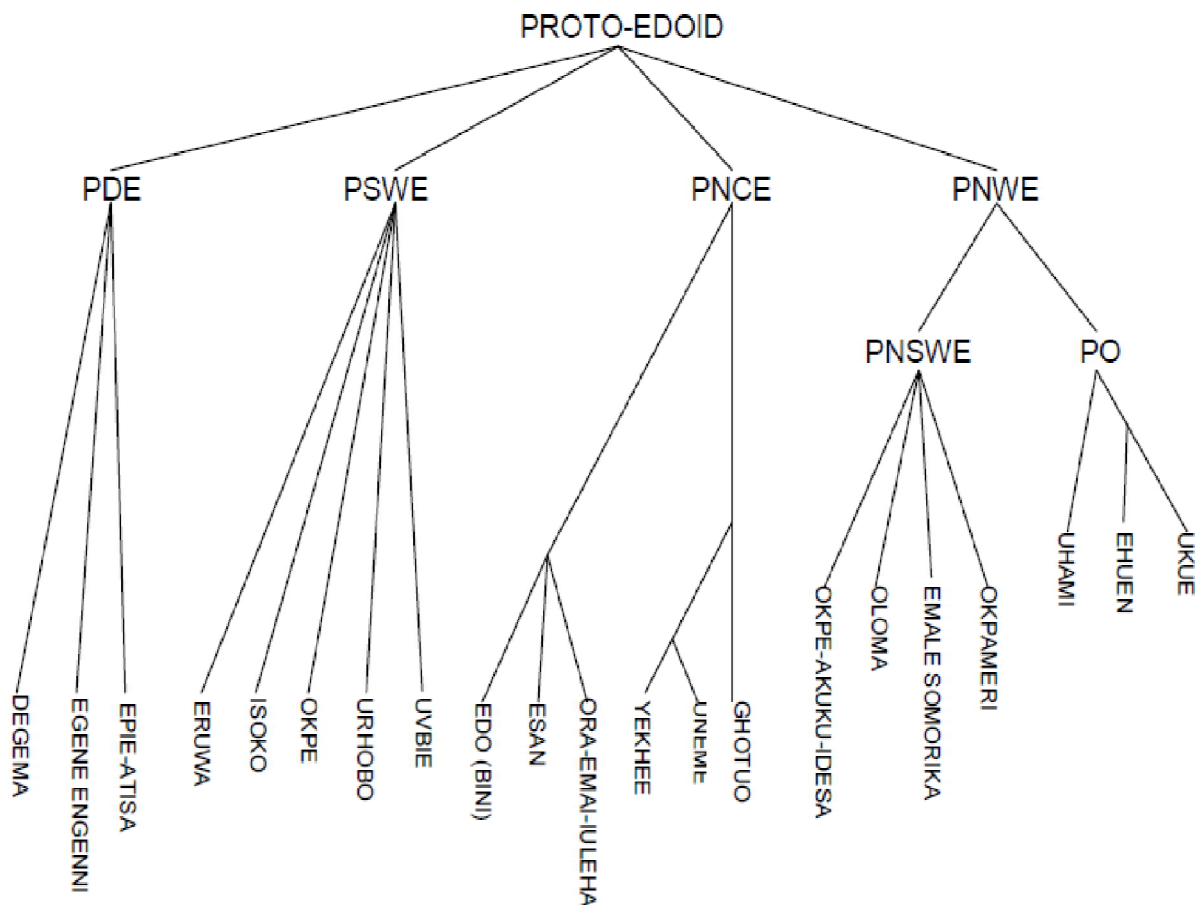 PROTO-EDOID
PDE
PSWE
PNCE
PNWE
PNSWE
PO
DEGEMA
EGENE ENGENNI
EPIE-ATISA
ERUWA
ISOKO
OKPE
URHOBO
UVBIE
EDO (BINI)
ESAN
ORA-EMAI-IULEHA
YEKHEE
UNEME
GHOTUO
OKPE-AKUKU-IDESA
OLOMA
EMALE SOMORIKA
OKPAMERI
UHAMI
EHUEN
UKUE